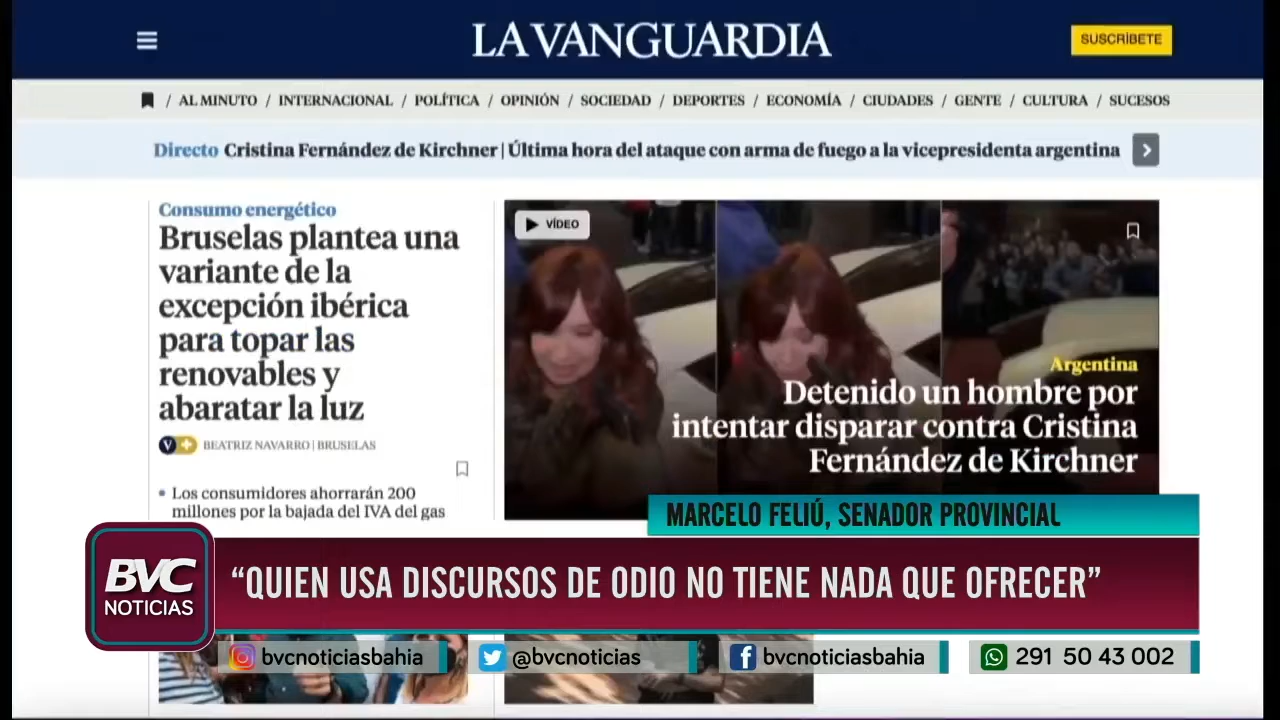 LA VANGUARDIA
SUSCRÍBETE
/ AL MINUTO / INTERNACIONAL / POLÍTICA / OPINIÓN / SOCIEDAD / DEPORTES / ECONOMÍA / CIUDADES / GENTE / CULTURA / SUCESOS
Directo Cristina Fernández de Kirchner | Última hora del ataque con arma de fuego a la vicepresidenta argentina
Consumo energético
Bruselas plantea una
variante de la
excepción ibérica
para topar las
renovables y
abaratar la luz
V+ BEATRIZ NAVARRO | BRUSELAS
• Los consumidores ahorrarán 200
millones por la bajada del IVA del gas
VÍDEO
Argentina
Detenido un hombre por
intentar disparar contra Cristina
Fernández de Kirchner
MARCELO FELIÚ, SENADOR PROVINCIAL
BVC
NOTICIAS
“QUIEN USA DISCURSOS DE ODIO NO TIENE NADA QUE OFRECER”
bvcnoticiasbahia
@bvcnoticias
bvcnoticiasbahia
291 50 43 002